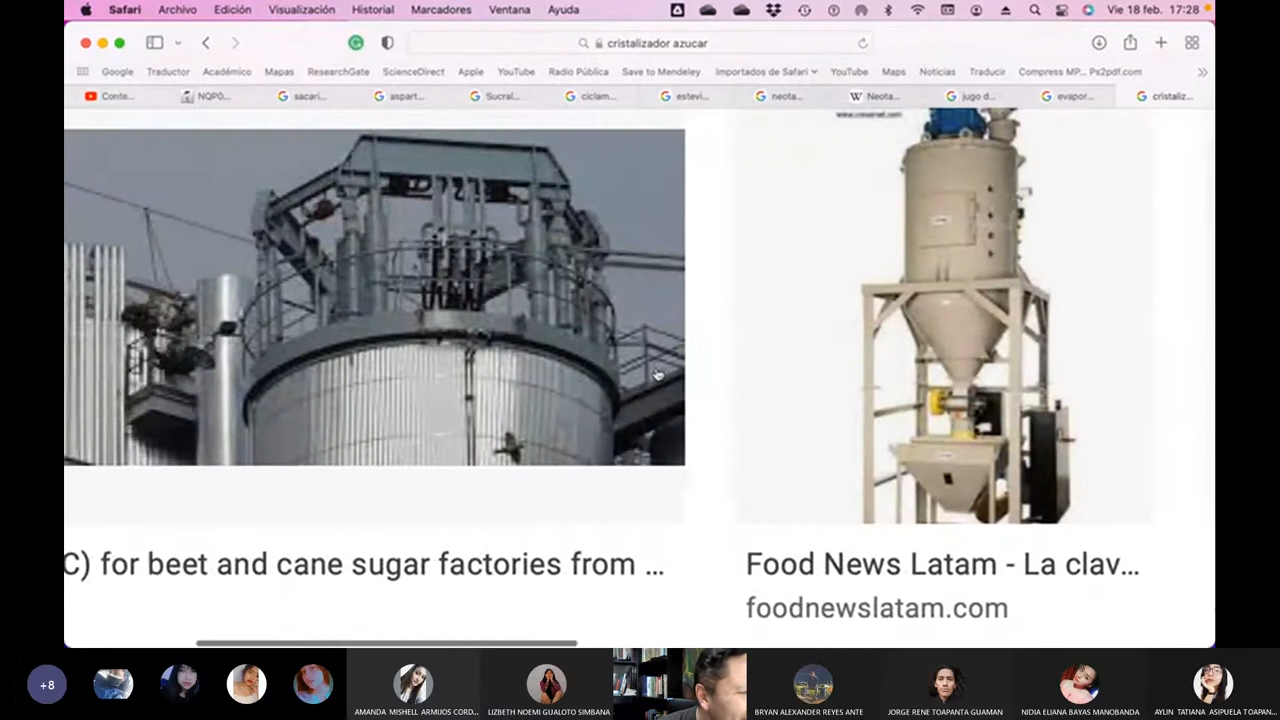 Safari Archivo Edición Visualización Historial Marcadores Ventana Ayuda Vie 18 feb. 17:28
cristalizador azucar
Google Traductor Académico Mapas ResearchGate ScienceDirect Apple YouTube Radio Pública Save to Mendeley Importados de Safari YouTube Maps Noticias Traducir Compress MP... Ps2pdf.com
Conte... NQP0... sacari... aspart... Sucral... ciclam... estevi... neota... Neota... jugo d... evapor... cristaliz...
C) for beet and cane sugar factories from ...
Food News Latam - La clav...
foodnewslatam.com
+8
AMANDA MISHELL ARMIJOS CORD... LIZBETH NOEMI GUALOTO SIMBANA BRYAN ALEXANDER REYES ANTE JORGE RENE TOAPANTA GUAMAN NIDIA ELIANA BAYAS MANOBANDA AYLIN TATIANA ASIPUELA TOAPAN...